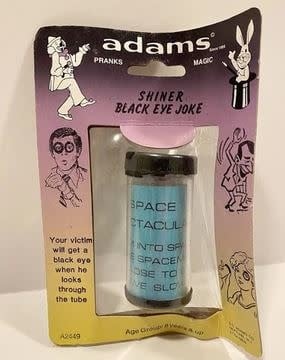 adams©
Since 1906
PRANKS
MAGIC
SHINER
BLACK EYE JOKE
SPACE
CTACULA
INTO SPA
SPACEM
OSE TO
VE SLO
Your victim
will get a
black eye
when he
looks
through
the tube
A2449
Age Group: 8 years & up